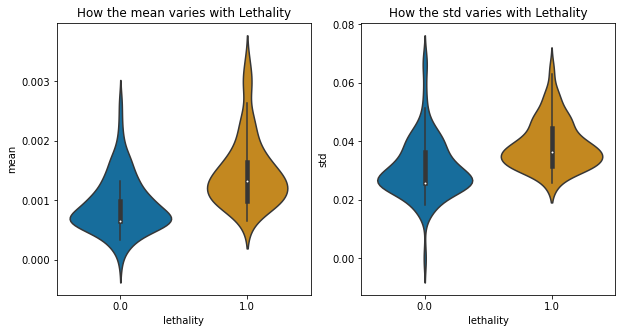 How the mean varies with Lethality
mean
0.003
0.002
0.001
0.000
0.0
1.0
lethality
How the std varies with Lethality
std
0.08
0.06
0.04
0.02
0.00
0.0
1.0
lethality